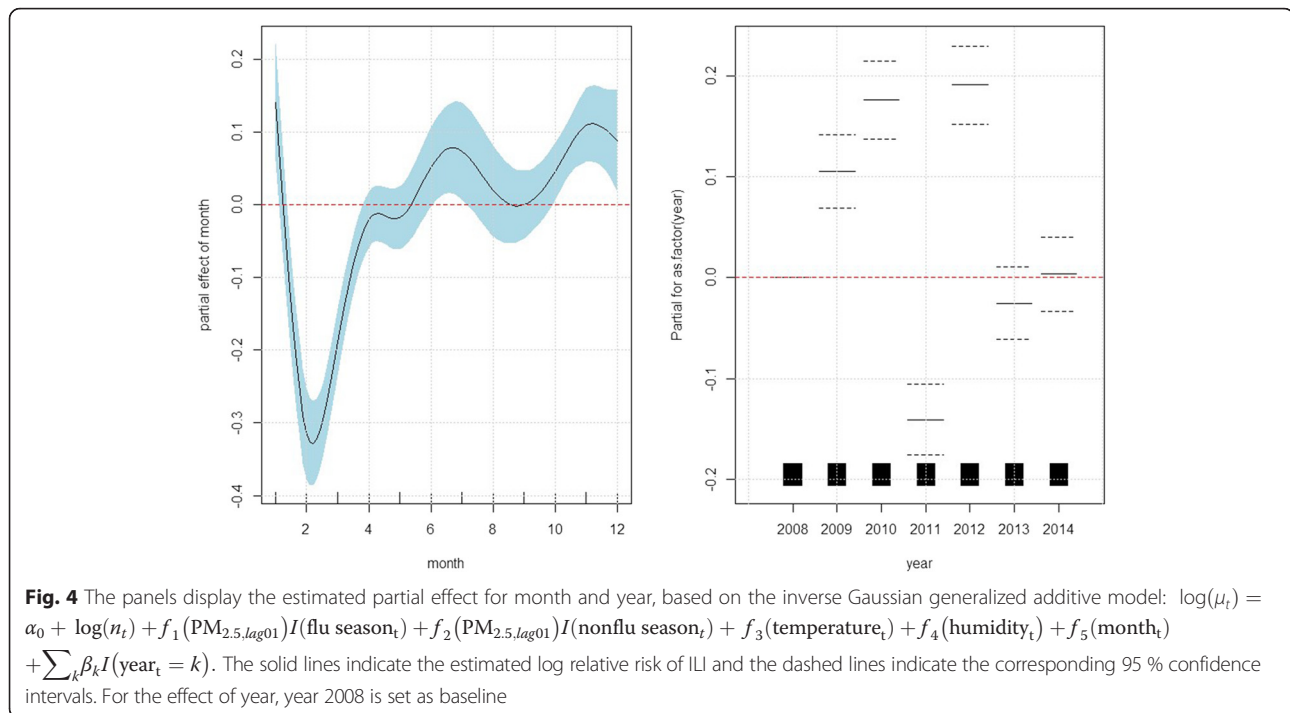 partial effect of month
0.2
0.1
0.0
-0.1
-0.2
-0.3
-0.4
2 4 6 8 10 12
month
Partial for as.factor(year)
0.2
0.1
0.0
-0.1
-0.2
2008 2009 2010 2011 2012 2013 2014
year
Fig. 4 The panels display the estimated partial effect for month and year, based on the inverse Gaussian generalized additive model: log(μₜ) =
α₀ + log(nₜ) +f₁(PM₂.₅,lag01)I(flu seasonₜ) +f₂(PM₂.₅,lag01)I(nonflu seasonₜ) + f₃(temperatureₜ) +f₄(humidityₜ) +f₅(monthₜ)
+∑ₖβₖI(yearₜ = k). The solid lines indicate the estimated log relative risk of ILI and the dashed lines indicate the corresponding 95 % confidence
intervals. For the effect of year, year 2008 is set as baseline